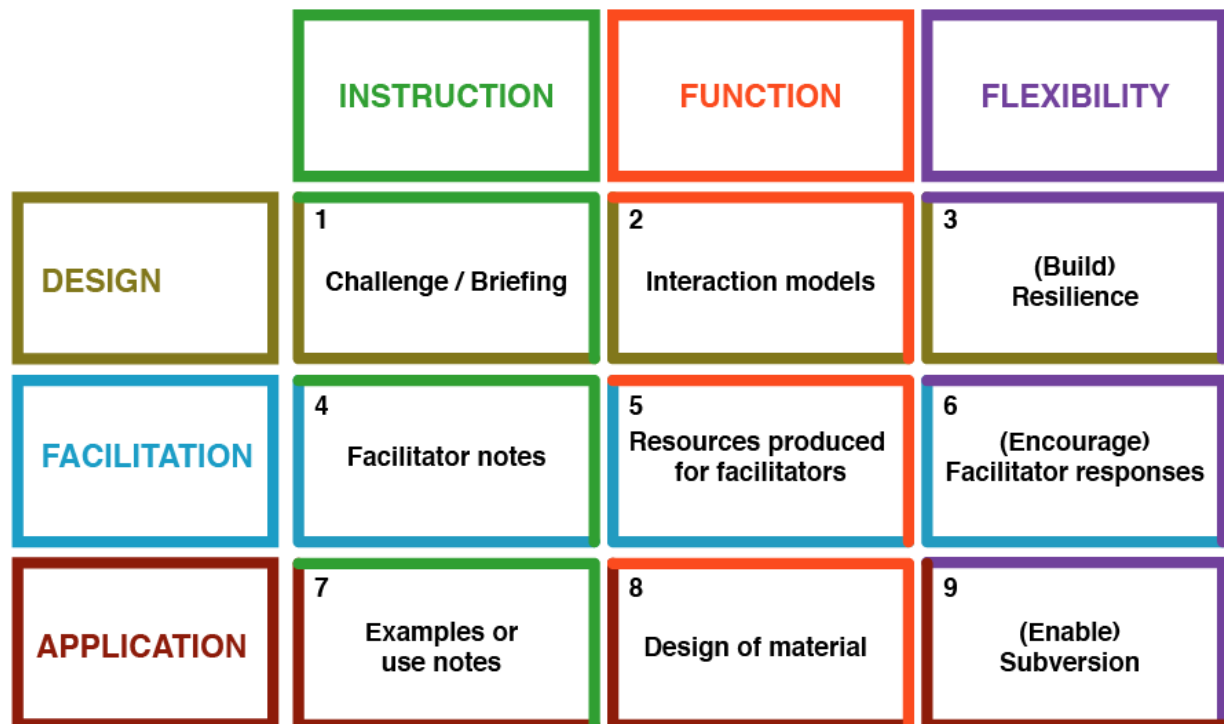 INSTRUCTION
FUNCTION
FLEXIBILITY
DESIGN
1
Challenge / Briefing
2
Interaction models
3
(Build)
Resilience
FACILITATION
4
Facilitator notes
5
Resources produced
for facilitators
6
(Encourage)
Facilitator responses
APPLICATION
7
Examples or
use notes
8
Design of material
9
(Enable)
Subversion